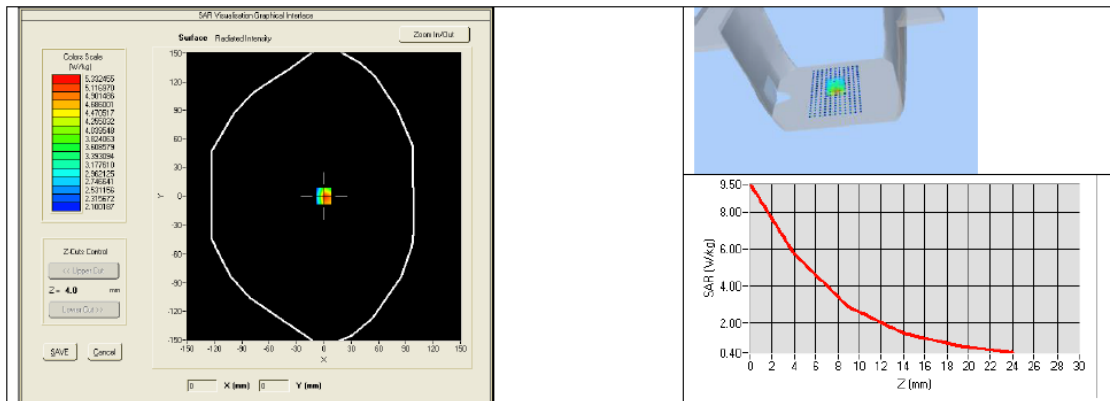 SAR Visualisation Graphical Interface
Surface Radiated Intensity
Zoom In/Out
Colors Scale
(W/kg)
5.332455
5.116970
4.901486
4.686001
4.470517
4.255032
4.039548
3.824063
3.608579
3.393094
3.177610
2.962125
2.746641
2.531156
2.315672
2.100187
Z-Cuts Control
<< Upper Cut
Z = 4.0 mm
Lower Cut >>
SAVE Cancel
150
120
90
60
30
0
-30
-60
-90
-120
-150
Y
-150 -120 -90 -60 -30 0 30 60 90 120 150
X
0 X (mm) 0 Y (mm)
9.50
8.00
6.00
4.00
2.00
0.40
SAR (W/kg)
0 2 4 6 8 10 12 14 16 18 20 22 24 26 28 30
Z (mm)